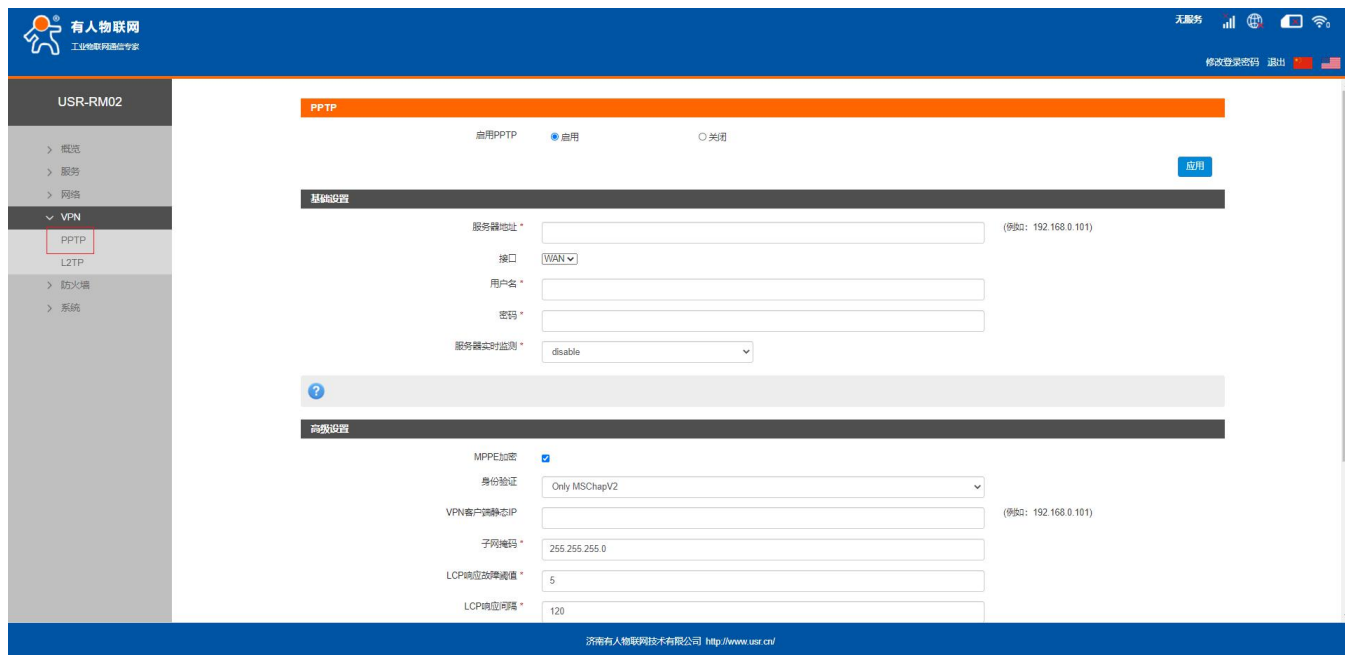 有人物联网
工业物联网通信专家
无服务
修改登录密码 退出
USR-RM02
概览
服务
网络
VPN
PPTP
L2TP
防火墙
系统
PPTP
启用PPTP 启用 关闭
应用
基础设置
服务器地址 * (例如：192.168.0.101)
接口 WAN
用户名 *
密码 *
服务器实时监测 * disable
?
高级设置
MPPE加密
身份验证 Only MSChapV2
VPN客户端静态IP (例如：192.168.0.101)
子网掩码 * 255.255.255.0
LCP响应故障阈值 * 5
LCP响应间隔 * 120
济南有人物联网技术有限公司 http://www.usr.cn/